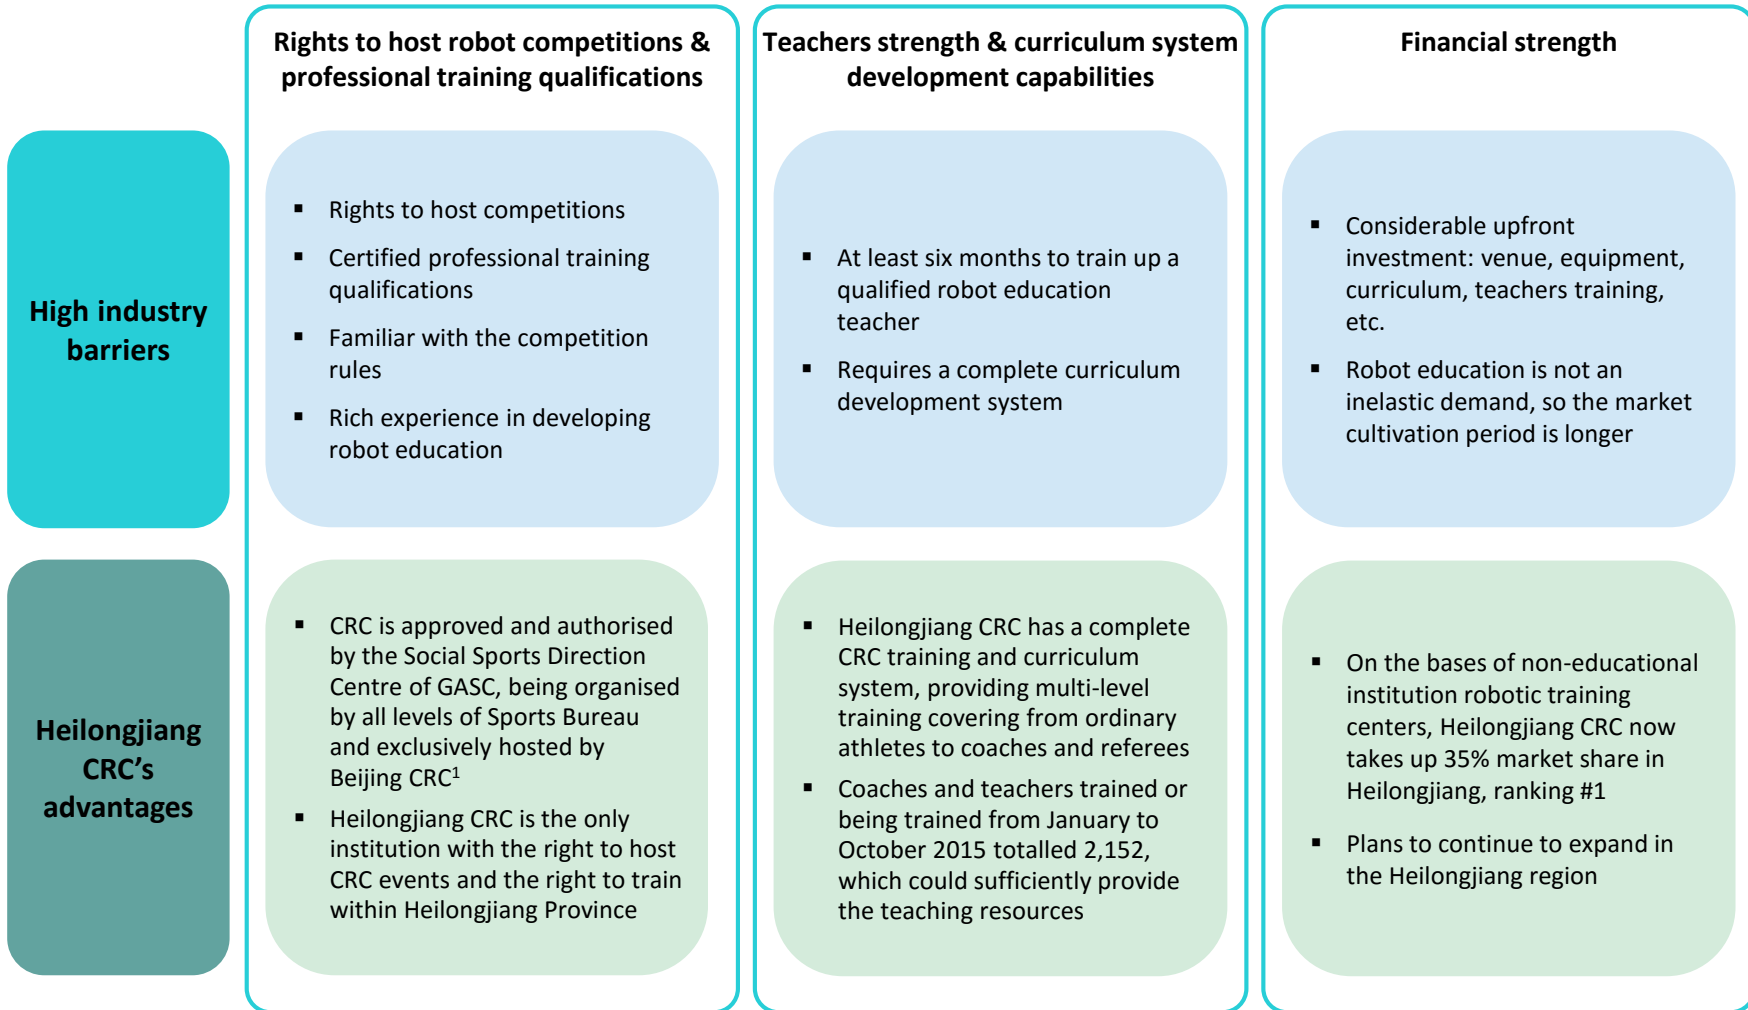 Rights to host robot competitions &
professional training qualifications
Teachers strength & curriculum system
development capabilities
Financial strength
High industry
barriers
▪ Rights to host competitions
▪ Certified professional training
qualifications
▪ Familiar with the competition
rules
▪ Rich experience in developing
robot education
▪ At least six months to train up a
qualified robot education
teacher
▪ Requires a complete curriculum
development system
▪ Considerable upfront
investment: venue, equipment,
curriculum, teachers training,
etc.
▪ Robot education is not an
inelastic demand, so the market
cultivation period is longer
Heilongjiang
CRC’s
advantages
▪ CRC is approved and authorised
by the Social Sports Direction
Centre of GASC, being organised
by all levels of Sports Bureau
and exclusively hosted by
Beijing CRC¹
▪ Heilongjiang CRC is the only
institution with the right to host
CRC events and the right to train
within Heilongjiang Province
▪ Heilongjiang CRC has a complete
CRC training and curriculum
system, providing multi-level
training covering from ordinary
athletes to coaches and referees
▪ Coaches and teachers trained or
being trained from January to
October 2015 totalled 2,152,
which could sufficiently provide
the teaching resources
▪ On the bases of non-educational
institution robotic training
centers, Heilongjiang CRC now
takes up 35% market share in
Heilongjiang, ranking #1
▪ Plans to continue to expand in
the Heilongjiang region